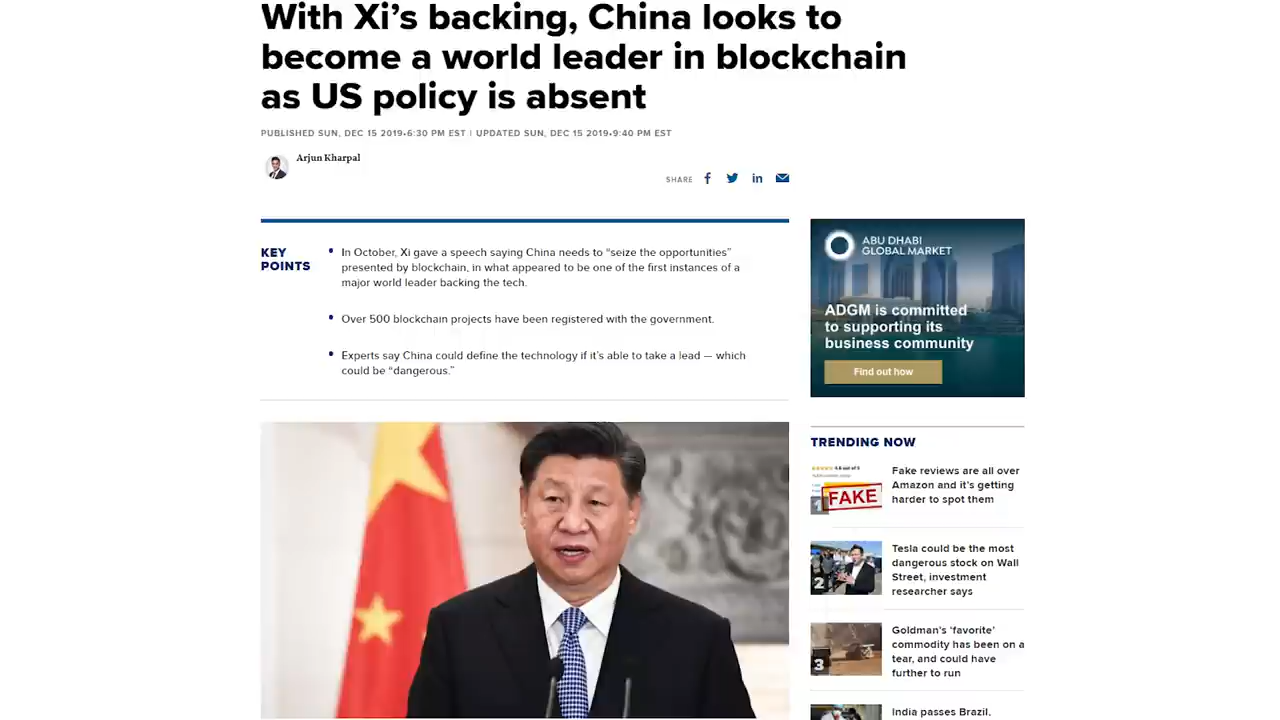 With Xi’s backing, China looks to
become a world leader in blockchain
as US policy is absent
PUBLISHED SUN, DEC 15 2019•6:30 PM EST | UPDATED SUN, DEC 15 2019•9:40 PM EST
Arjun Kharpal
SHARE
KEY
POINTS
In October, Xi gave a speech saying China needs to “seize the opportunities”
presented by blockchain, in what appeared to be one of the first instances of a
major world leader backing the tech.
Over 500 blockchain projects have been registered with the government.
Experts say China could define the technology if it’s able to take a lead — which
could be “dangerous.”
ABU DHABI
GLOBAL MARKET
ADGM is committed
to supporting its
business community
Find out how
TRENDING NOW
FAKE
1
Fake reviews are all over
Amazon and it’s getting
harder to spot them
2
Tesla could be the most
dangerous stock on Wall
Street, investment
researcher says
3
Goldman’s ‘favorite’
commodity has been on a
tear, and could have
further to run
India passes Brazil,